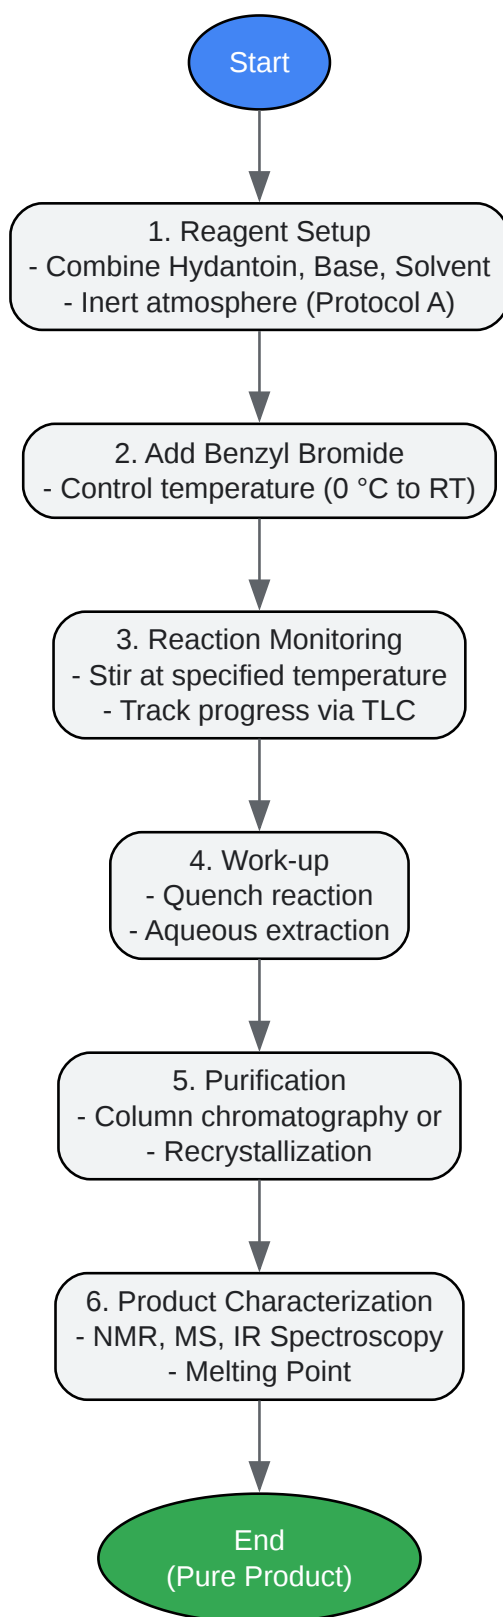 Start
1. Reagent Setup
- Combine Hydantoin, Base, Solvent
- Inert atmosphere (Protocol A)
2. Add Benzyl Bromide
- Control temperature (0 °C to RT)
3. Reaction Monitoring
- Stir at specified temperature
- Track progress via TLC
4. Work-up
- Quench reaction
- Aqueous extraction
5. Purification
- Column chromatography or
- Recrystallization
6. Product Characterization
- NMR, MS, IR Spectroscopy
- Melting Point
End
(Pure Product)